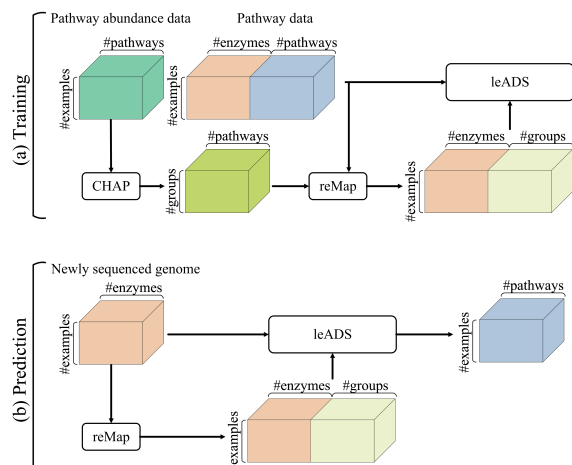 Pathway abundance data
Pathway data
#pathways
#enzymes
#pathways
#examples
#examples
leADS
(a) Training
#pathways
#enzymes
#groups
CHAP
#groups
reMap
#examples
Newly sequenced genome
#enzymes
#pathways
#examples
leADS
#examples
(b) Prediction
#enzymes
#groups
reMap
#examples